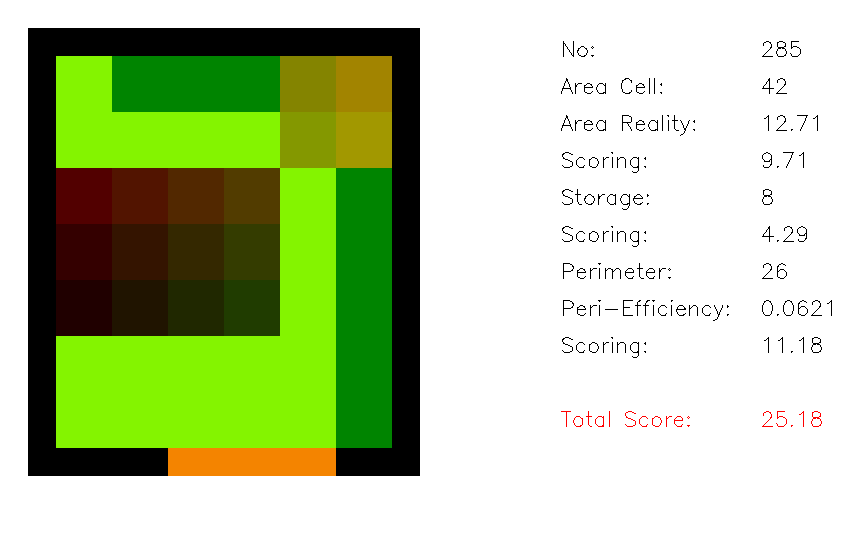 No: 285
Area Cell: 42
Area Reality: 12.71
Scoring: 9.71
Storage: 8
Scoring: 4.29
Perimeter: 26
Peri-Efficiency: 0.0621
Scoring: 11.18
Total Score: 25.18